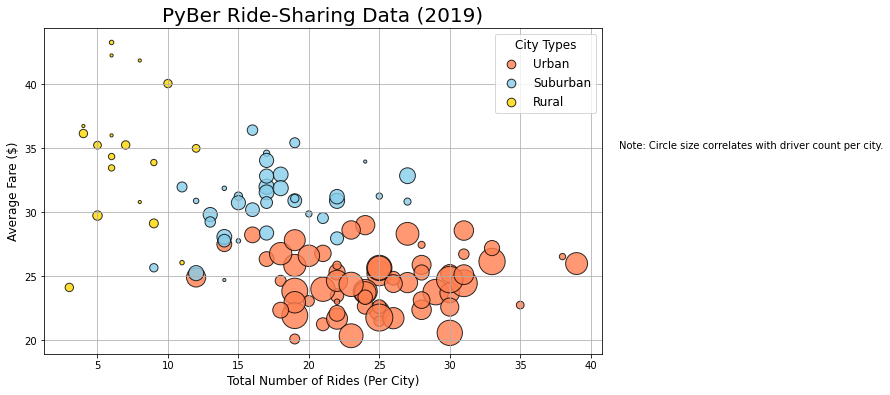 PyBer Ride-Sharing Data (2019)
City Types
Urban
Suburban
Rural
Note: Circle size correlates with driver count per city.
Average Fare ($)
40
35
30
25
20
5 10 15 20 25 30 35 40
Total Number of Rides (Per City)